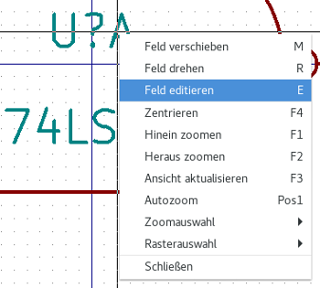 U?A
Feld verschieben M
Feld drehen R
Feld editieren E
74LS
Zentrieren F4
Hinein zoomen F1
Heraus zoomen F2
Ansicht aktualisieren F3
Autozoom Pos1
Zoomauswahl
Rasterauswahl
Schließen